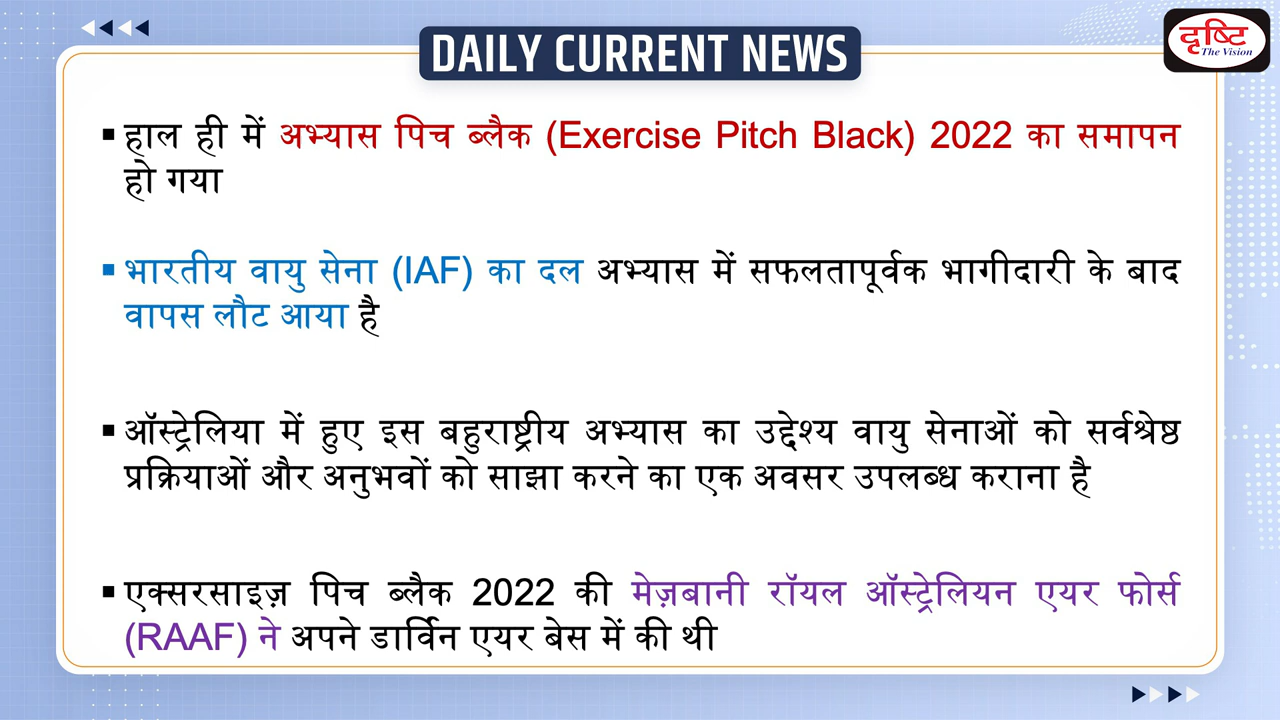 DAILY CURRENT NEWS
दृष्टि
The Vision
▪ हाल ही में अभ्यास पिच ब्लैक (Exercise Pitch Black) 2022 का समापन
हो गया
▪ भारतीय वायु सेना (IAF) का दल अभ्यास में सफलतापूर्वक भागीदारी के बाद
वापस लौट आया है
▪ ऑस्ट्रेलिया में हुए इस बहुराष्ट्रीय अभ्यास का उद्देश्य वायु सेनाओं को सर्वश्रेष्ठ
प्रक्रियाओं और अनुभवों को साझा करने का एक अवसर उपलब्ध कराना है
▪ एक्सरसाइज़ पिच ब्लैक 2022 की मेज़बानी रॉयल ऑस्ट्रेलियन एयर फोर्स
(RAAF) ने अपने डार्विन एयर बेस में की थी